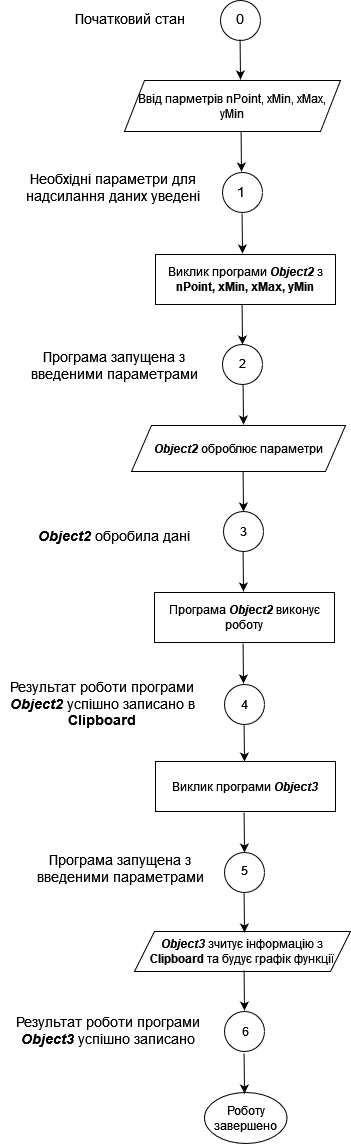 Початковий стан
0
Ввід парметрів nPoint, xMin, xMax,
yMin
Необхідні параметри для
надсилання даних уведені
1
Виклик програми Object2 з
nPoint, xMin, xMax, yMin
Програма запущена з
введеними параметрами
2
Object2 оброблює параметри
Object2 обробила дані
3
Програма Object2 виконує
роботу
Результат роботи програми
Object2 успішно записано в
Clipboard
4
Виклик програми Object3
Програма запущена з
введеними параметрами
5
Object3 зчитує інформацію з
Clipboard та будує графік функції
Результат роботи програми
Object3 успішно записано
6
Роботу
завершено